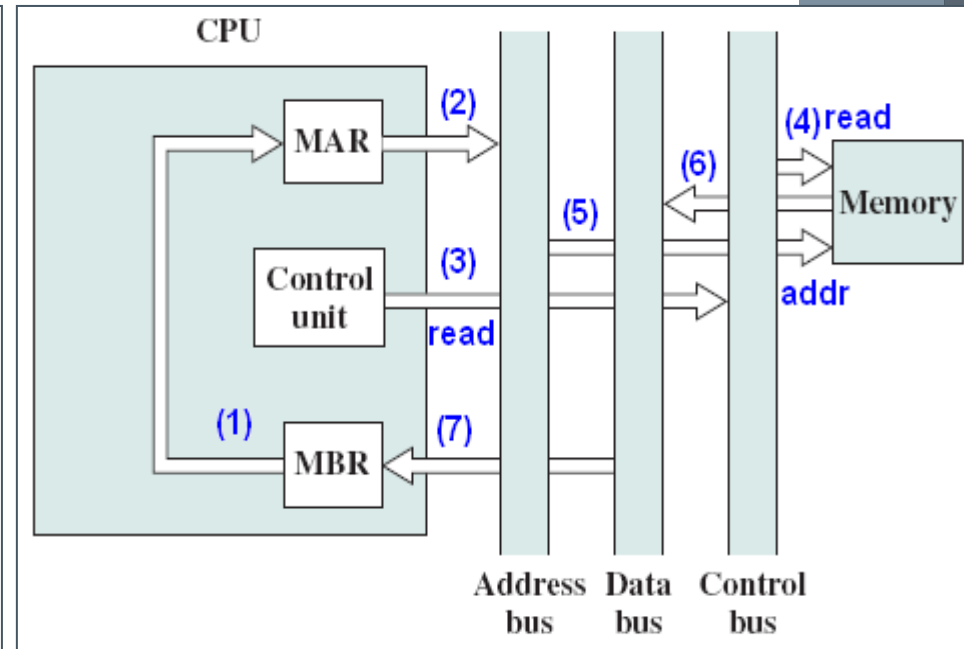 CPU
(2)
MAR
(4) read
(6)
Memory
(5)
(3)
Control
unit
addr
read
(1)
(7)
MBR
Address Data Control
bus bus bus